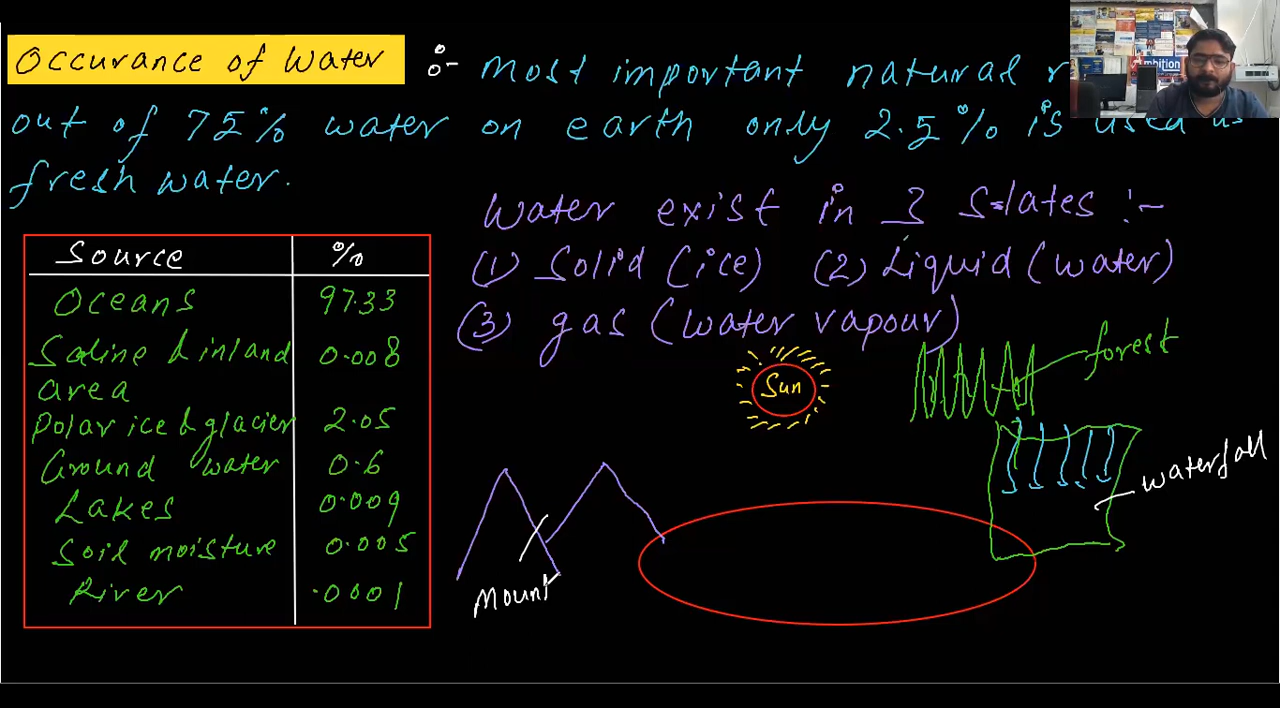 Occurance of Water :- Most important natural
out of 75% water on earth only 2.5% is used as
fresh water.
Water exist in 3 States :-
(1) Solid (ice) (2) Liquid (water)
(3) gas (water vapour)
Source %
Oceans 97.33
Saline & inland area 0.008
Polar ice & glacier 2.05
Ground water 0.6
Lakes 0.009
Soil moisture 0.005
River .0001
Sun
forest
waterfall
Mount
Ambition